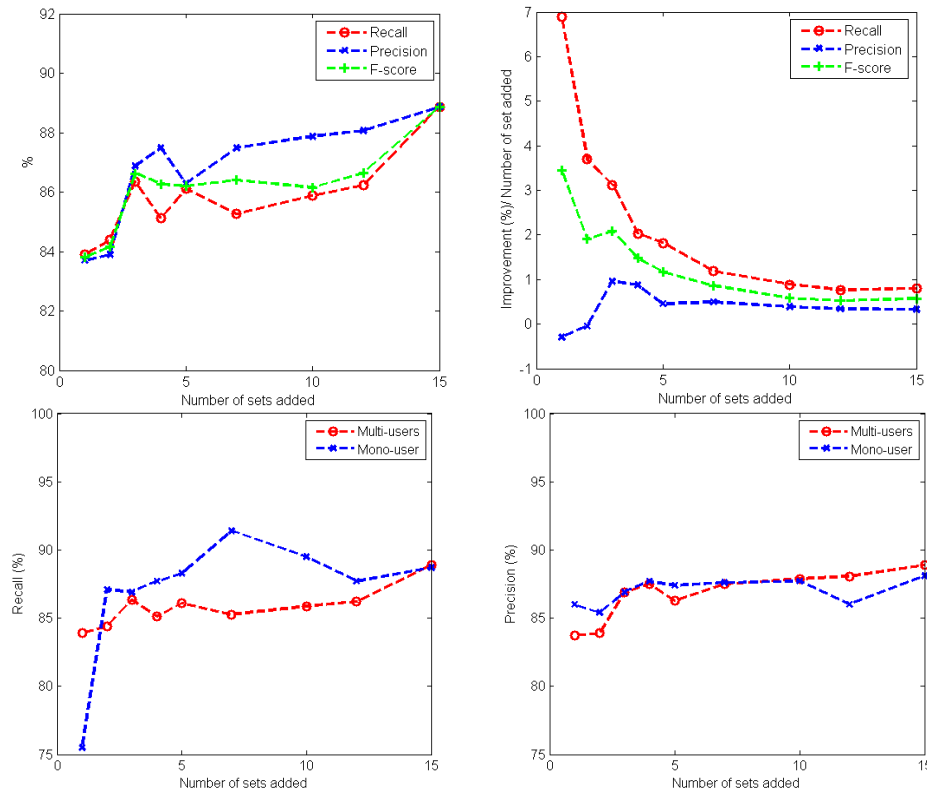 92
90
88
86
84
82
80
%
0
5
10
15
Number of sets added
Recall
Precision
F-score
7
6
5
4
3
2
1
0
-1
Improvement (%)/ Number of set added
0
5
10
15
Number of sets added
Recall
Precision
F-score
100
95
90
85
80
75
Recall (%)
0
5
10
15
Number of sets added
Multi-users
Mono-user
100
95
90
85
80
75
Precision (%)
0
5
10
15
Number of sets added
Multi-users
Mono-user